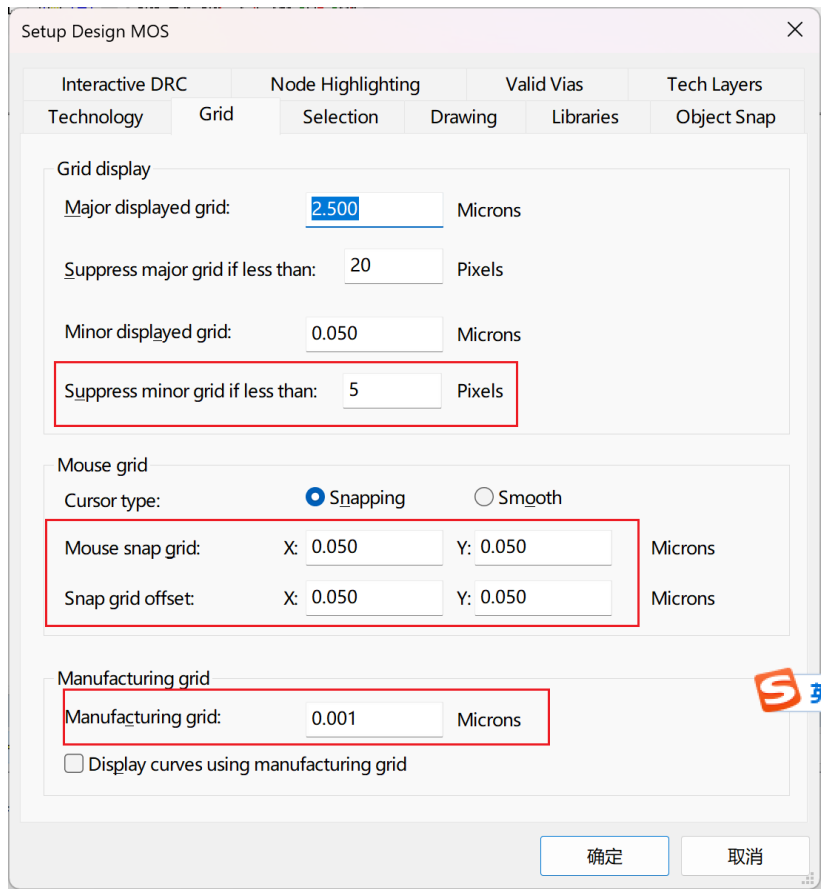 Setup Design MOS
Interactive DRC Node Highlighting Valid Vias Tech Layers
Technology Grid Selection Drawing Libraries Object Snap
Grid display
Major displayed grid: 2.500 Microns
Suppress major grid if less than: 20 Pixels
Minor displayed grid: 0.050 Microns
Suppress minor grid if less than: 5 Pixels
Mouse grid
Cursor type: Snapping Smooth
Mouse snap grid: X: 0.050 Y: 0.050 Microns
Snap grid offset: X: 0.050 Y: 0.050 Microns
Manufacturing grid
Manufacturing grid: 0.001 Microns
Display curves using manufacturing grid
确定 取消